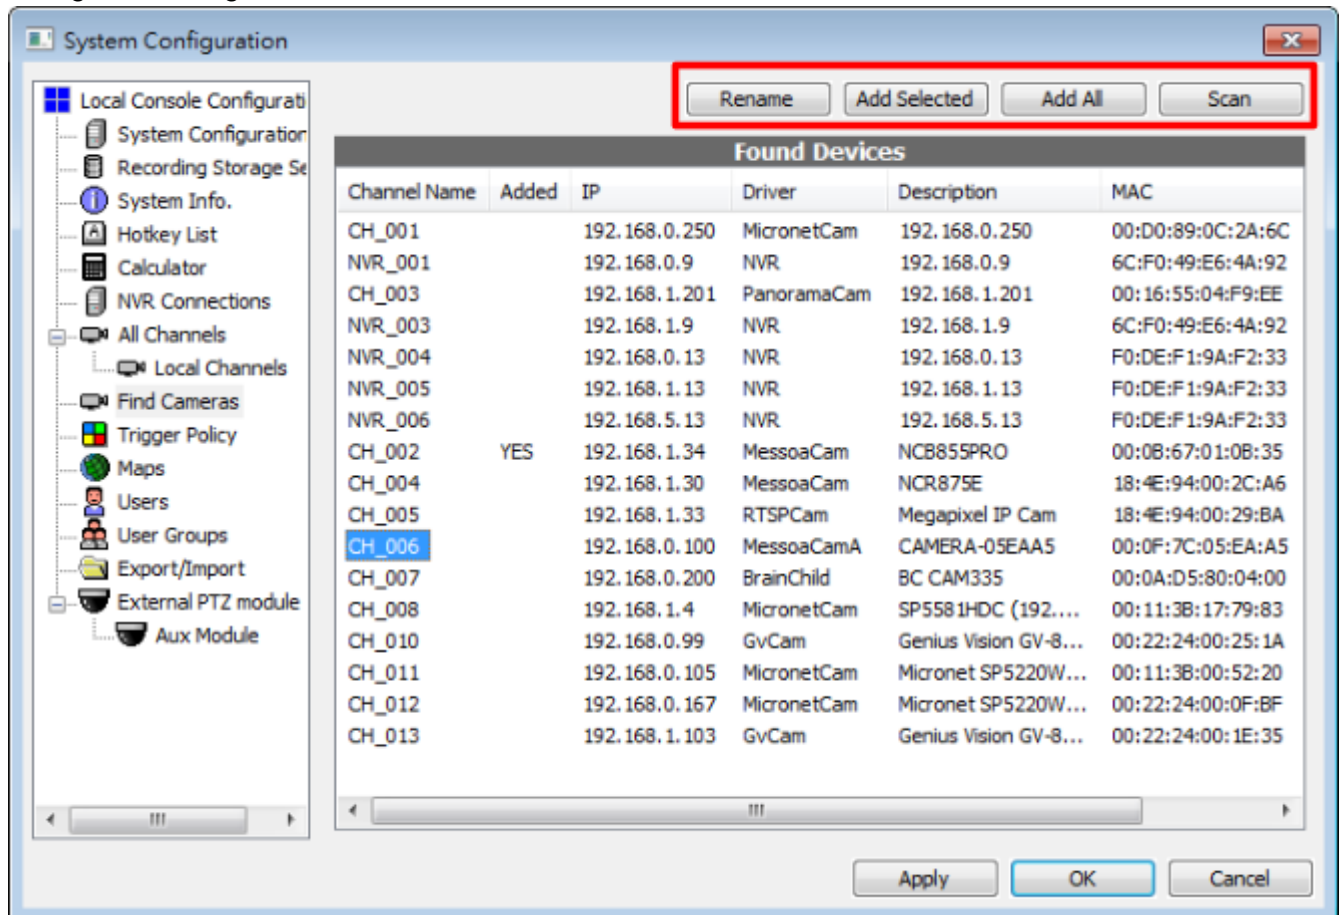 System Configuration
Rename Add Selected Add All Scan
Local Console Configurati
System Configuration
Recording Storage Se
System Info.
Hotkey List
Calculator
NVR Connections
All Channels
Local Channels
Find Cameras
Trigger Policy
Maps
Users
User Groups
Export/Import
External PTZ module
Aux Module
Found Devices
Channel Name Added IP Driver Description MAC
CH_001 192.168.0.250 MicronetCam 192.168.0.250 00:D0:89:0C:2A:6C
NVR_001 192.168.0.9 NVR 192.168.0.9 6C:F0:49:E6:4A:92
CH_003 192.168.1.201 PanoramaCam 192.168.1.201 00:16:55:04:F9:EE
NVR_003 192.168.1.9 NVR 192.168.1.9 6C:F0:49:E6:4A:92
NVR_004 192.168.0.13 NVR 192.168.0.13 F0:DE:F1:9A:F2:33
NVR_005 192.168.1.13 NVR 192.168.1.13 F0:DE:F1:9A:F2:33
NVR_006 192.168.5.13 NVR 192.168.5.13 F0:DE:F1:9A:F2:33
CH_002 YES 192.168.1.34 MessoaCam NCB855PRO 00:0B:67:01:0B:35
CH_004 192.168.1.30 MessoaCam NCR875E 18:4E:94:00:2C:A6
CH_005 192.168.1.33 RTSPCam Megapixel IP Cam 18:4E:94:00:29:BA
CH_006 192.168.0.100 MessoaCamA CAMERA-05EAA5 00:0F:7C:05:EA:A5
CH_007 192.168.0.200 BrainChild BC CAM335 00:0A:D5:80:04:00
CH_008 192.168.1.4 MicronetCam SP5581HDC (192.... 00:11:3B:17:79:83
CH_010 192.168.0.99 GvCam Genius Vision GV-8... 00:22:24:00:25:1A
CH_011 192.168.0.105 MicronetCam Micronet SP5220W... 00:11:3B:00:52:20
CH_012 192.168.0.167 MicronetCam Micronet SP5220W... 00:22:24:00:0F:BF
CH_013 192.168.1.103 GvCam Genius Vision GV-8... 00:22:24:00:1E:35
Apply OK Cancel